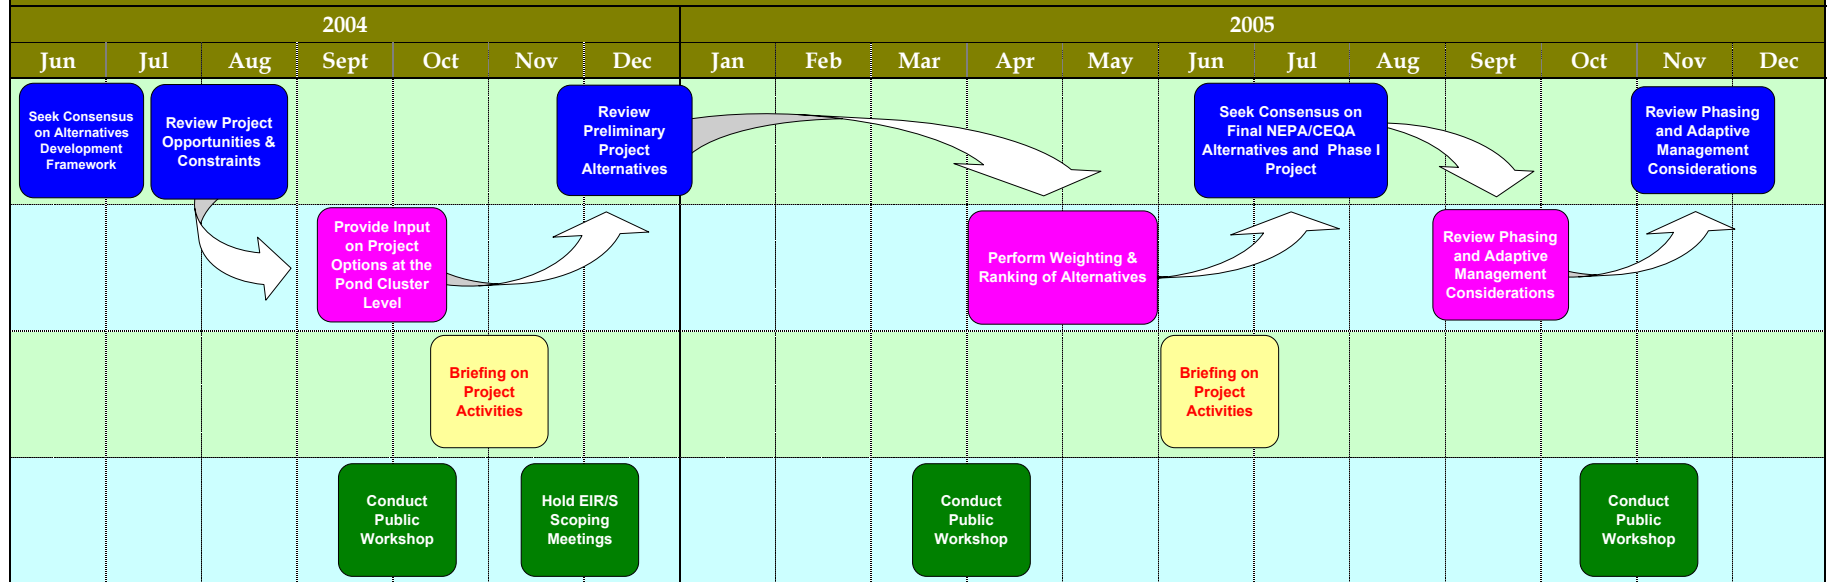 2004
2005
Jun Jul Aug Sept Oct Nov Dec Jan Feb Mar Apr May Jun Jul Aug Sept Oct Nov Dec
Seek Consensus
on Alternatives
Development
Framework
Review Project
Opportunities &
Constraints
Review
Preliminary
Project
Alternatives
Seek Consensus on
Final NEPA/CEQA
Alternatives and Phase I
Project
Review Phasing
and Adaptive
Management
Considerations
Provide Input
on Project
Options at the
Pond Cluster
Level
Perform Weighting &
Ranking of Alternatives
Review Phasing
and Adaptive
Management
Considerations
Briefing on
Project
Activities
Briefing on
Project
Activities
Conduct
Public
Workshop
Hold EIR/S
Scoping
Meetings
Conduct
Public
Workshop
Conduct
Public
Workshop